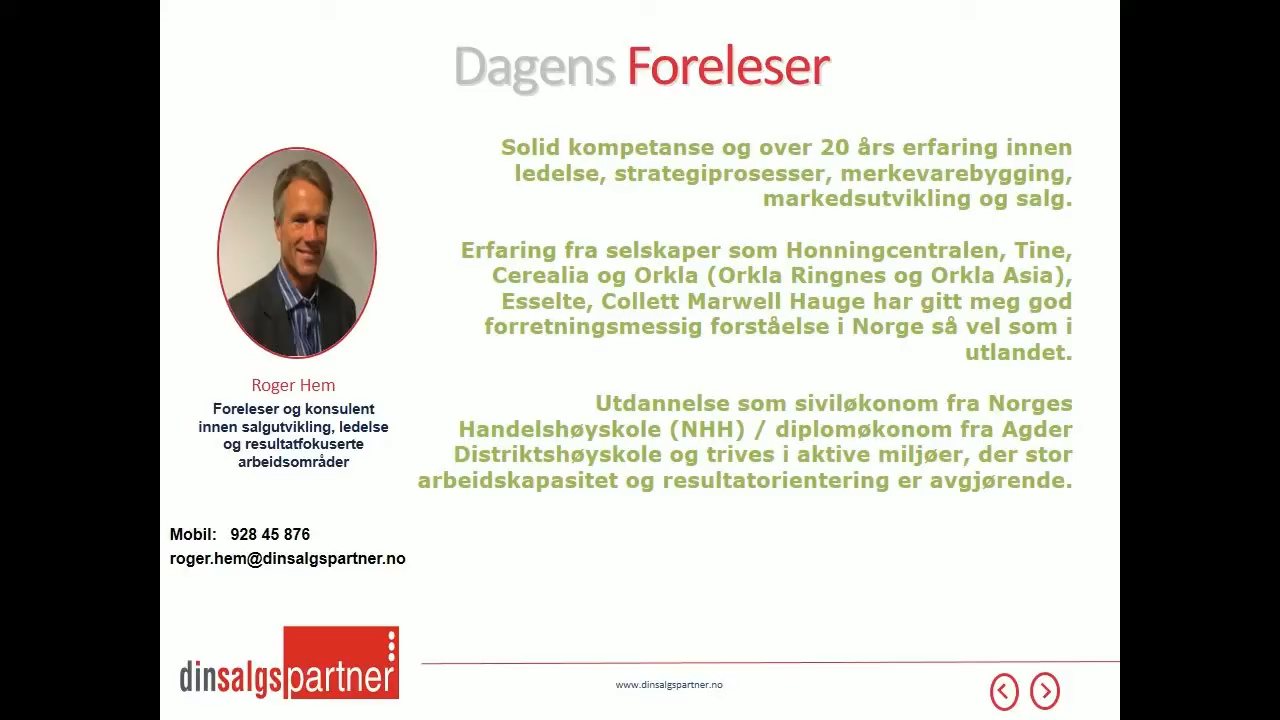 Dagens Foreleser
Solid kompetanse og over 20 års erfaring innen
ledelse, strategiprosesser, merkevarebygging,
markedsutvikling og salg.
Erfaring fra selskaper som Honningcentralen, Tine,
Cerealia og Orkla (Orkla Ringnes og Orkla Asia),
Esselte, Collett Marwell Hauge har gitt meg god
forretningsmessig forståelse i Norge så vel som i
utlandet.
Utdannelse som siviløkonom fra Norges
Handelshøyskole (NHH) / diplomøkonom fra Agder
Distriktshøyskole og trives i aktive miljøer, der stor
arbeidskapasitet og resultatorientering er avgjørende.
Roger Hem
Foreleser og konsulent
innen salgutvikling, ledelse
og resultatfokuserte
arbeidsområder
Mobil: 928 45 876
roger.hem@dinsalgspartner.no
dinsalgspartner
www.dinsalgspartner.no